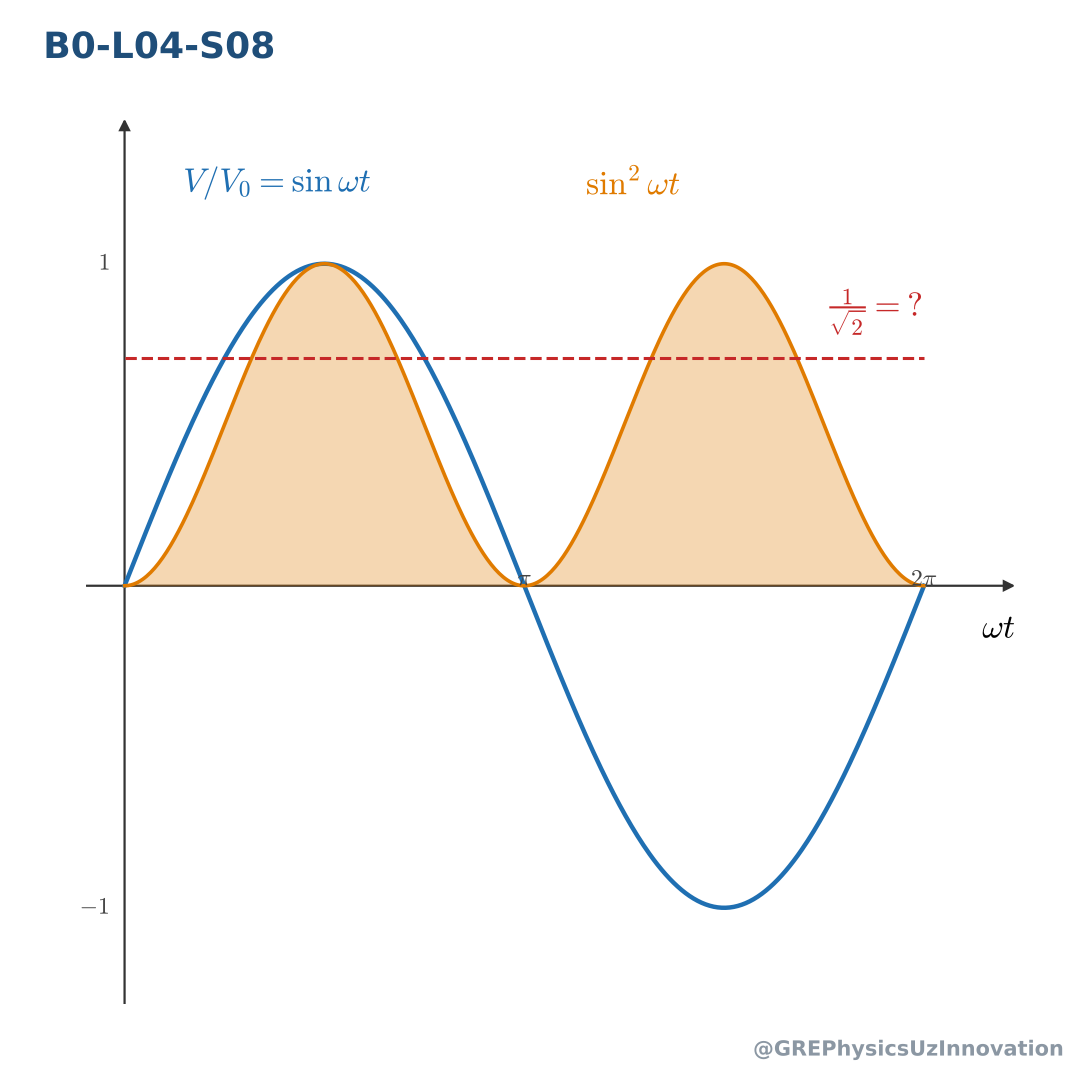 B0-L04-S08
V/V₀ = sin ωt
sin² ωt
1
1/√2 = ?
π
2π
ωt
−1
@GREPhysicsUzInnovation